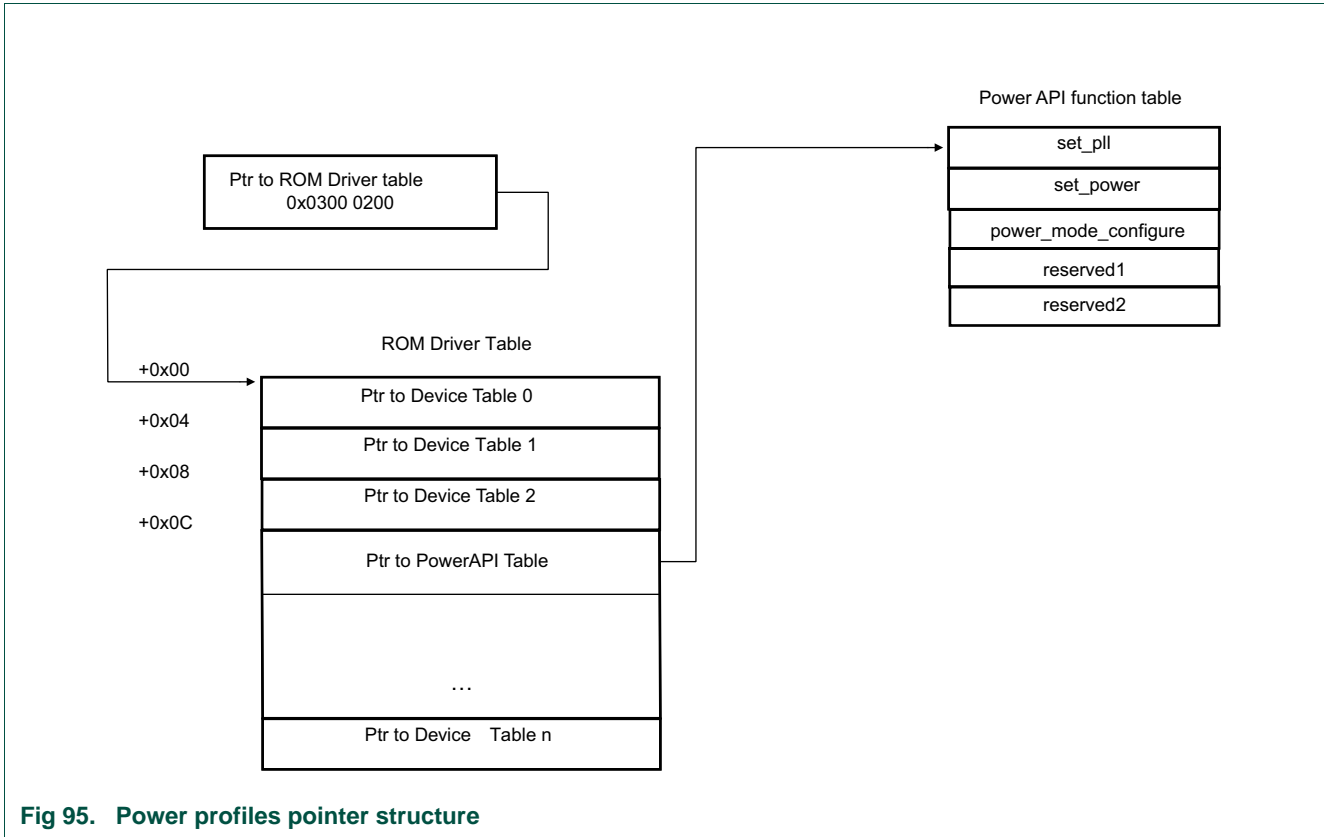 Power API function table
set_pll
set_power
power_mode_configure
reserved1
reserved2
Ptr to ROM Driver table
0x0300 0200
ROM Driver Table
+0x00
Ptr to Device Table 0
+0x04
Ptr to Device Table 1
+0x08
Ptr to Device Table 2
+0x0C
Ptr to PowerAPI Table
…
Ptr to Device Table n
Fig 95. Power profiles pointer structure